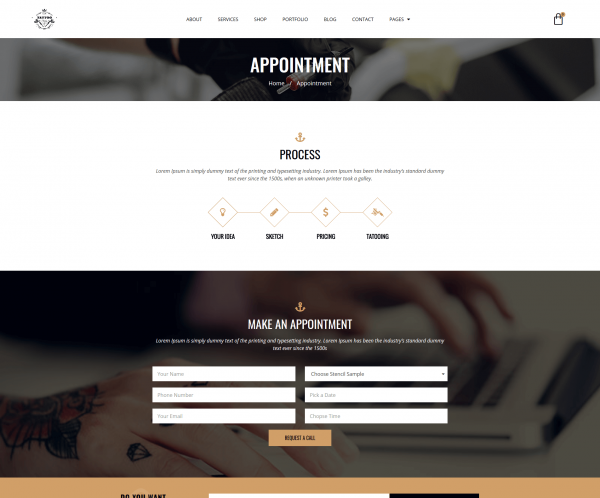 TATTOO
ABOUT SERVICES SHOP PORTFOLIO BLOG CONTACT PAGES
APPOINTMENT
Home / Appointment
PROCESS
Lorem Ipsum is simply dummy text of the printing and typesetting industry. Lorem Ipsum has been the industry's standard dummy
text ever since the 1500s, when an unknown printer took a galley.
YOUR IDEA SKETCH PRICING TATOOING
MAKE AN APPOINTMENT
Lorem Ipsum is simply dummy text of the printing and typesetting industry. Lorem Ipsum has been the industry's standard dummy
text ever since the 1500s
Your Name Choose Stencil Sample
Phone Number Pick a Date
Your Email Choose Time
REQUEST A CALL
DO YOU WANT